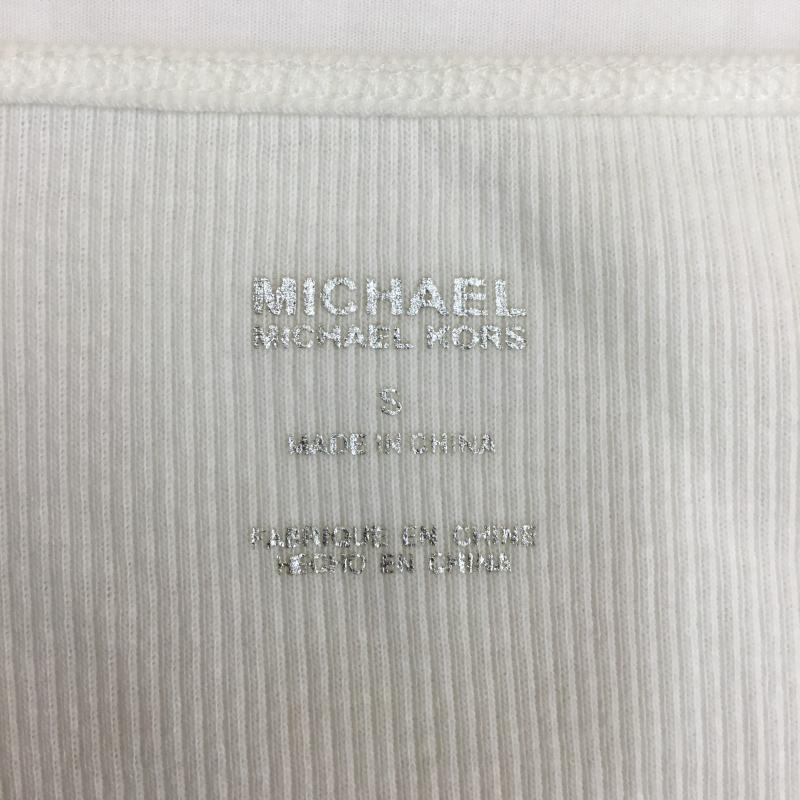 MICHAEL
MICHAEL KORS
S
MADE IN CHINA
FABRIQUE EN CHINE
HECHO EN CHINA